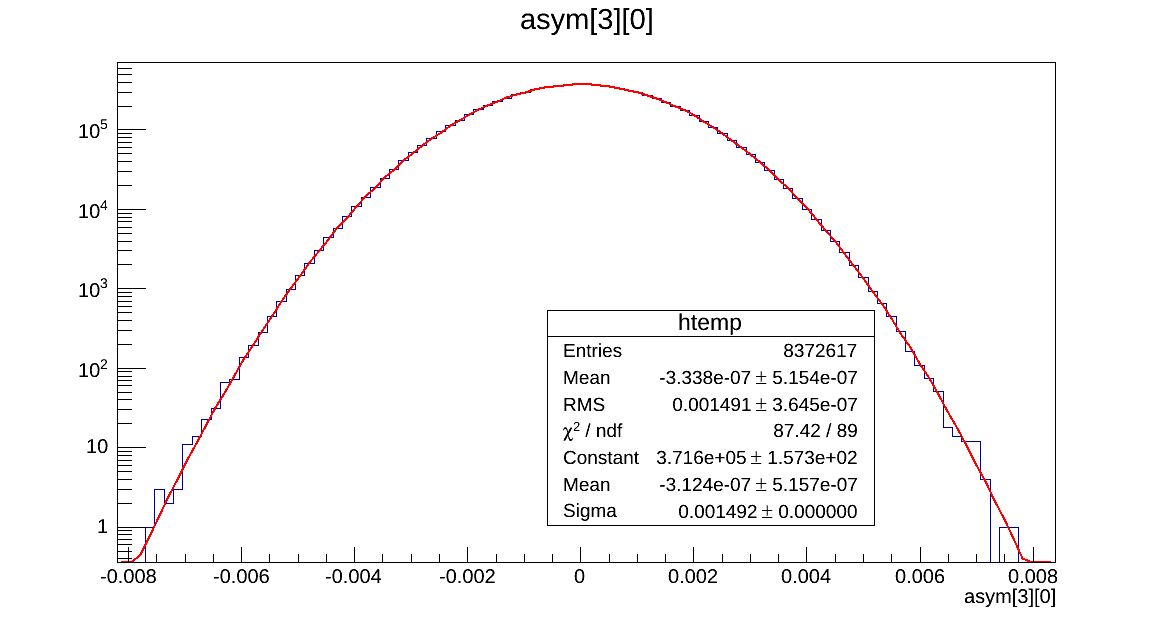 asym[3][0]
10⁵
10⁴
10³
10²
10
1
htemp
Entries 8372617
Mean -3.338e-07 ± 5.154e-07
RMS 0.001491 ± 3.645e-07
χ² / ndf 87.42 / 89
Constant 3.716e+05 ± 1.573e+02
Mean -3.124e-07 ± 5.157e-07
Sigma 0.001492 ± 0.000000
-0.008 -0.006 -0.004 -0.002 0 0.002 0.004 0.006 0.008
asym[3][0]